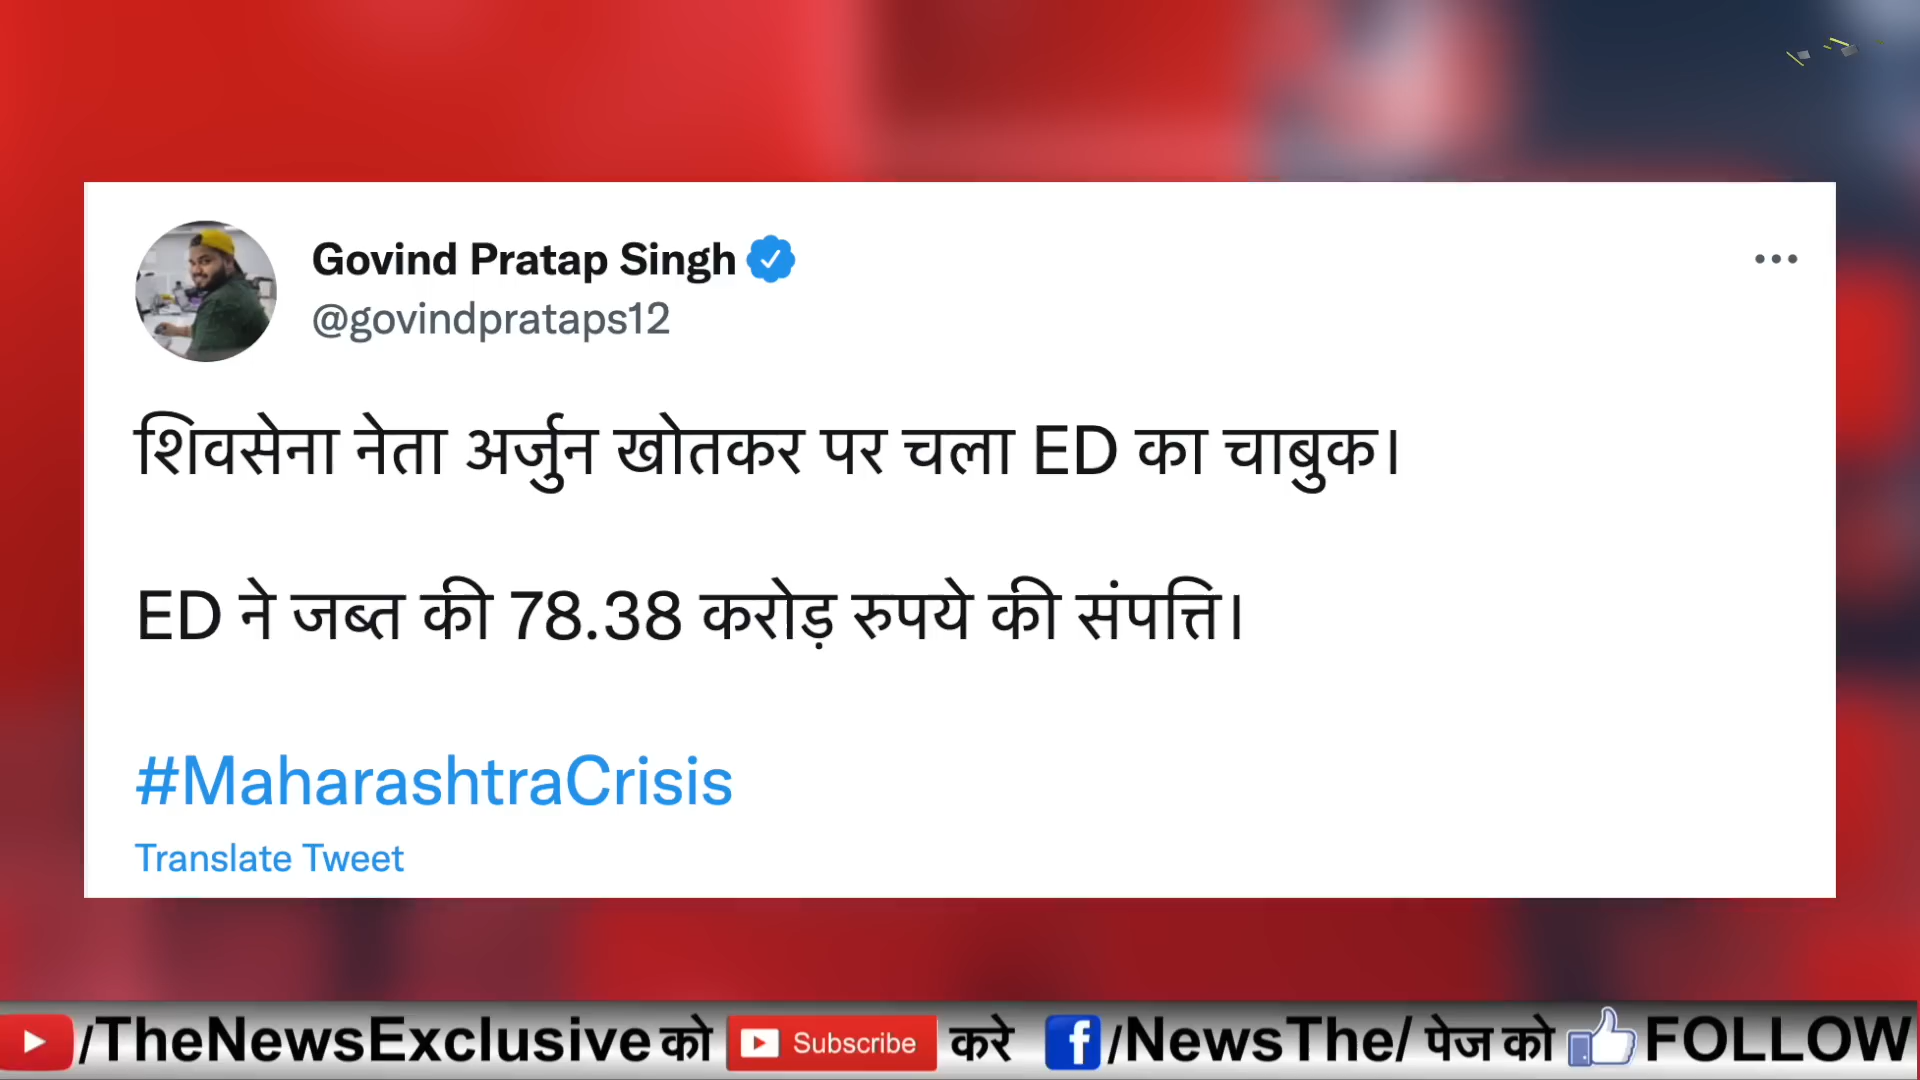 Govind Pratap Singh
@govindprataps12
शिवसेना नेता अर्जुन खोतकर पर चला ED का चाबुक।
ED ने जब्त की 78.38 करोड़ रुपये की संपत्ति।
#MaharashtraCrisis
Translate Tweet
/TheNewsExclusive को Subscribe करे f/NewsThe/ पेज को FOLLOW